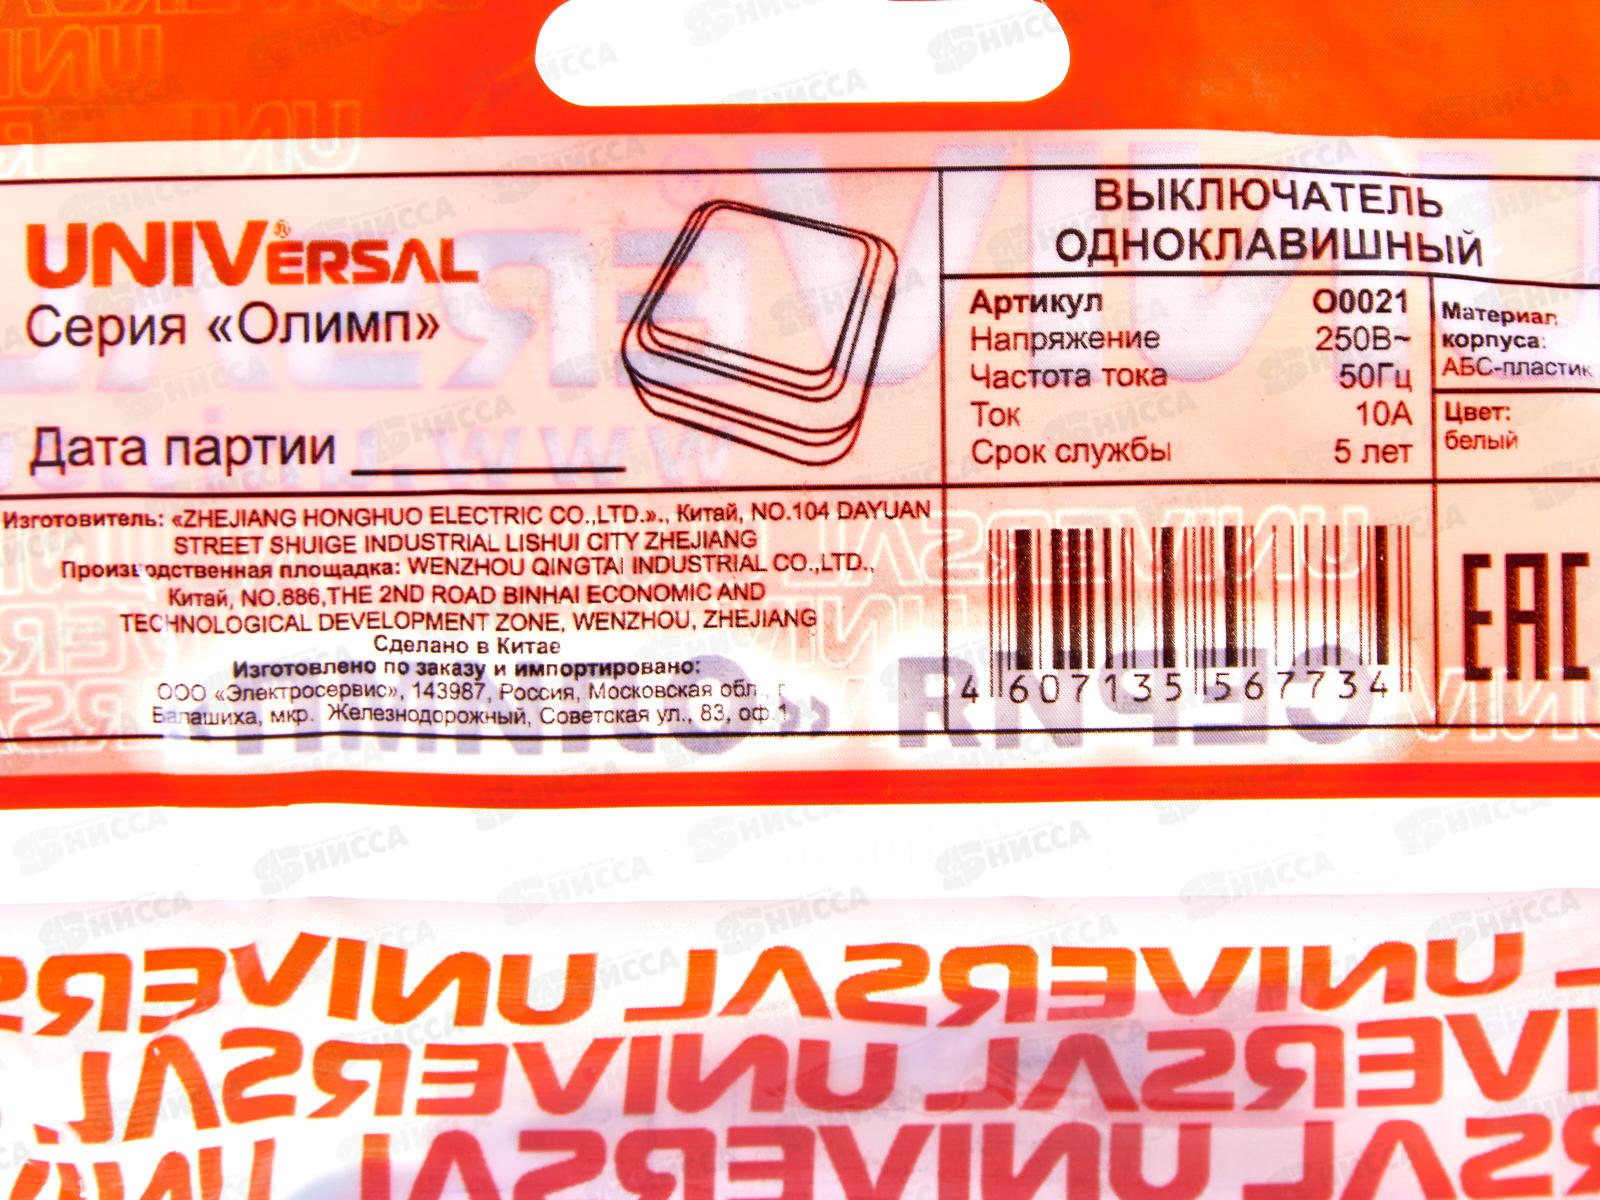 UNIVERSAL®
Серия «Олимп»
Дата партии
ВЫКЛЮЧАТЕЛЬ
ОДНОКЛАВИШНЫЙ
Артикул О0021
Напряжение 250В~
Частота тока 50Гц
Ток 10А
Срок службы 5 лет
Материал
корпуса:
АБС-пластик
Цвет:
белый
Изготовитель: «ZHEJIANG HONGHUO ELECTRIC CO.,LTD.»., Китай, NO.104 DAYUAN
STREET SHUIGE INDUSTRIAL LISHUI CITY ZHEJIANG
Производственная площадка: WENZHOU QINGTAI INDUSTRIAL CO.,LTD.,
Китай, NO.886,THE 2ND ROAD BINHAI ECONOMIC AND
TECHNOLOGICAL DEVELOPMENT ZONE, WENZHOU, ZHEJIANG
Сделано в Китае
Изготовлено по заказу и импортировано:
ООО «Электросервис», 143987, Россия, Московская обл., г.
Балашиха, мкр. Железнодорожный, Советская ул., 83, оф.1
4 607135 567734
EAC
UNIVERSAL UNIVERSAL
UNIVERSAL UNIVERSAL
UNIVERSAL UNIVERSAL